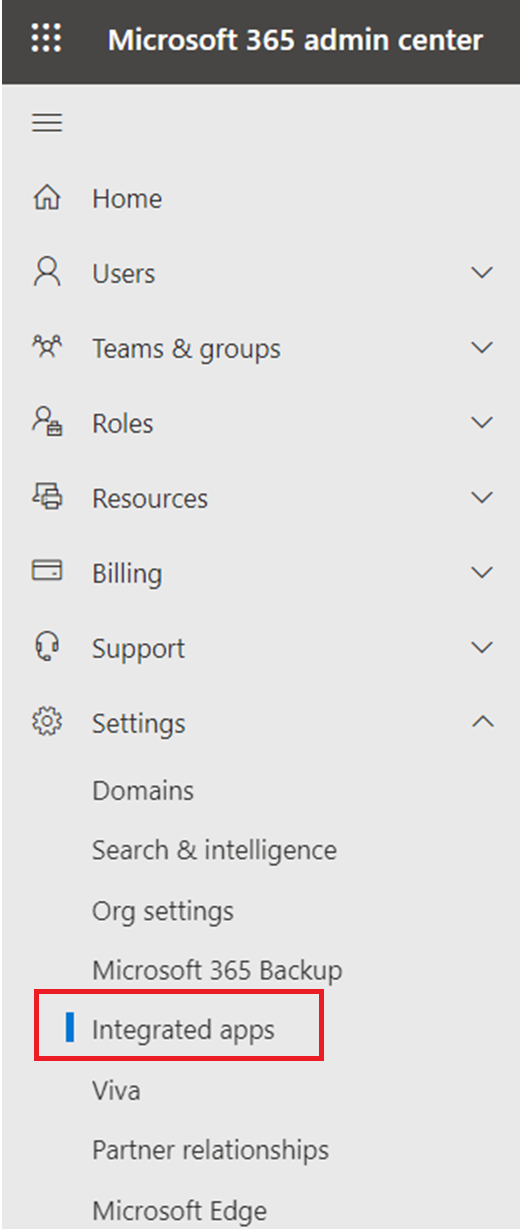 Microsoft 365 admin center
Home
Users
Teams & groups
Roles
Resources
Billing
Support
Settings
Domains
Search & intelligence
Org settings
Microsoft 365 Backup
Integrated apps
Viva
Partner relationships
Microsoft Edge